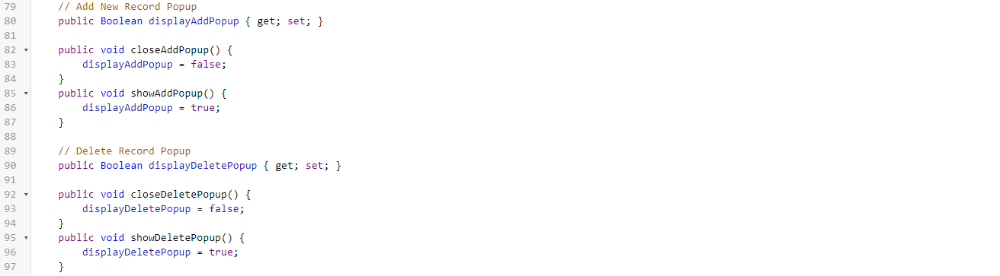 79 // Add New Record Popup
80 public Boolean displayAddPopup { get; set; }
81
82 public void closeAddPopup() {
83 displayAddPopup = false;
84 }
85 public void showAddPopup() {
86 displayAddPopup = true;
87 }
88
89 // Delete Record Popup
90 public Boolean displayDeletePopup { get; set; }
91
92 public void closeDeletePopup() {
93 displayDeletePopup = false;
94 }
95 public void showDeletePopup() {
96 displayDeletePopup = true;
97 }